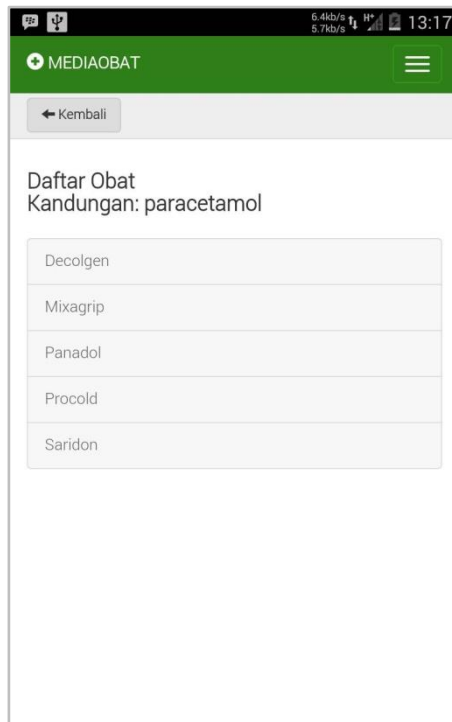 6.4kb/s
5.7kb/s H+ 13:17
MEDIAOBAT
Kembali
Daftar Obat
Kandungan: paracetamol
Decolgen
Mixagrip
Panadol
Procold
Saridon